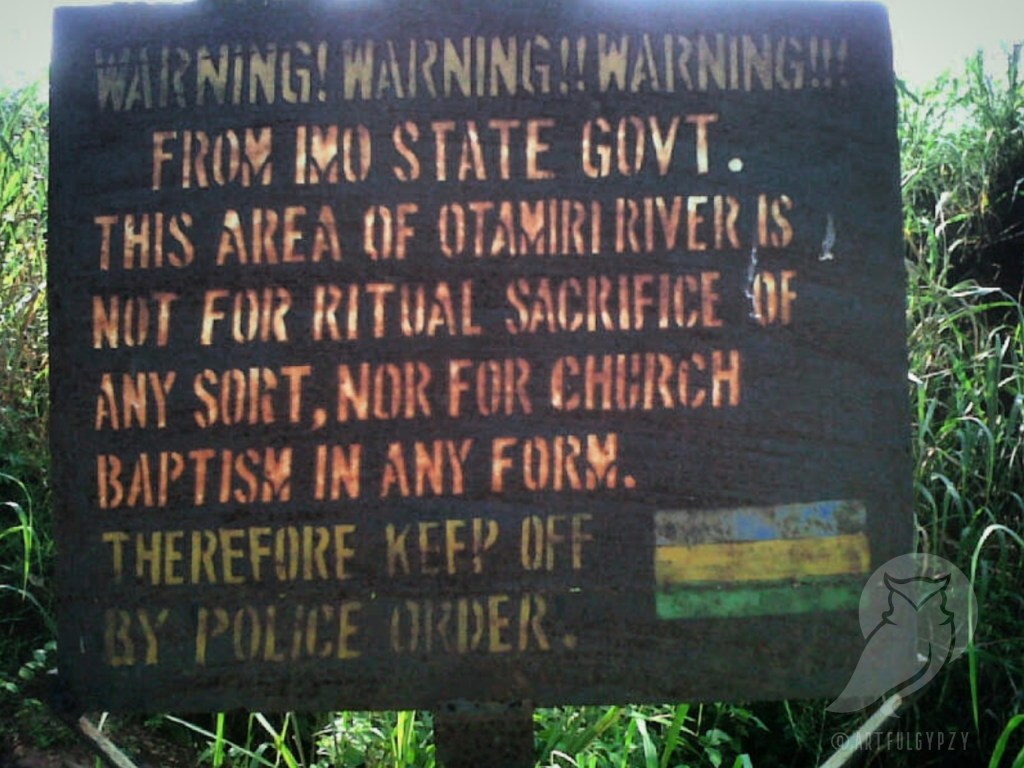 WARNING! WARNING!! WARNING!!!
FROM IMO STATE GOVT.
THIS AREA OF OTAMIRI RIVER IS
NOT FOR RITUAL SACRIFICE OF
ANY SORT, NOR FOR CHURCH
BAPTISM IN ANY FORM.
THEREFORE KEEP OFF
BY POLICE ORDER.
@ARTFULGYPZY